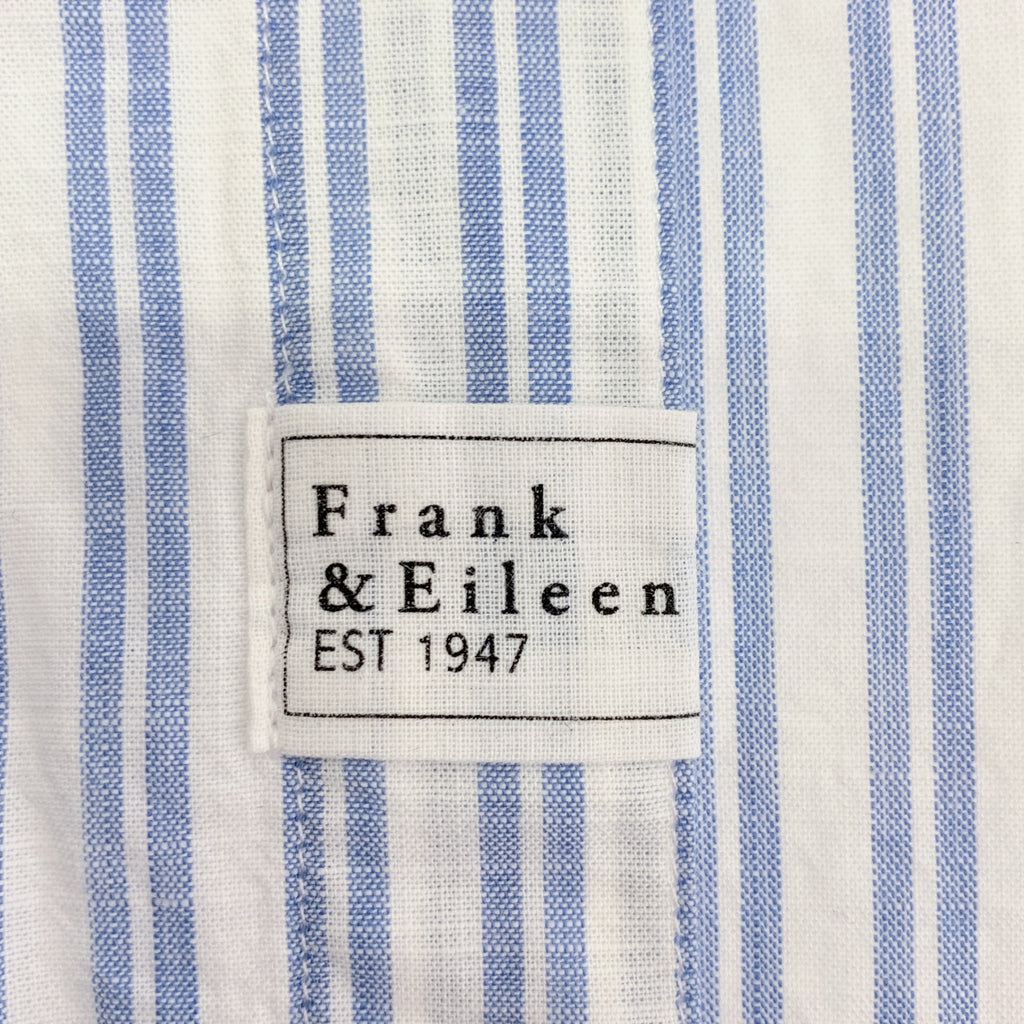 Frank
& Eileen
EST 1947